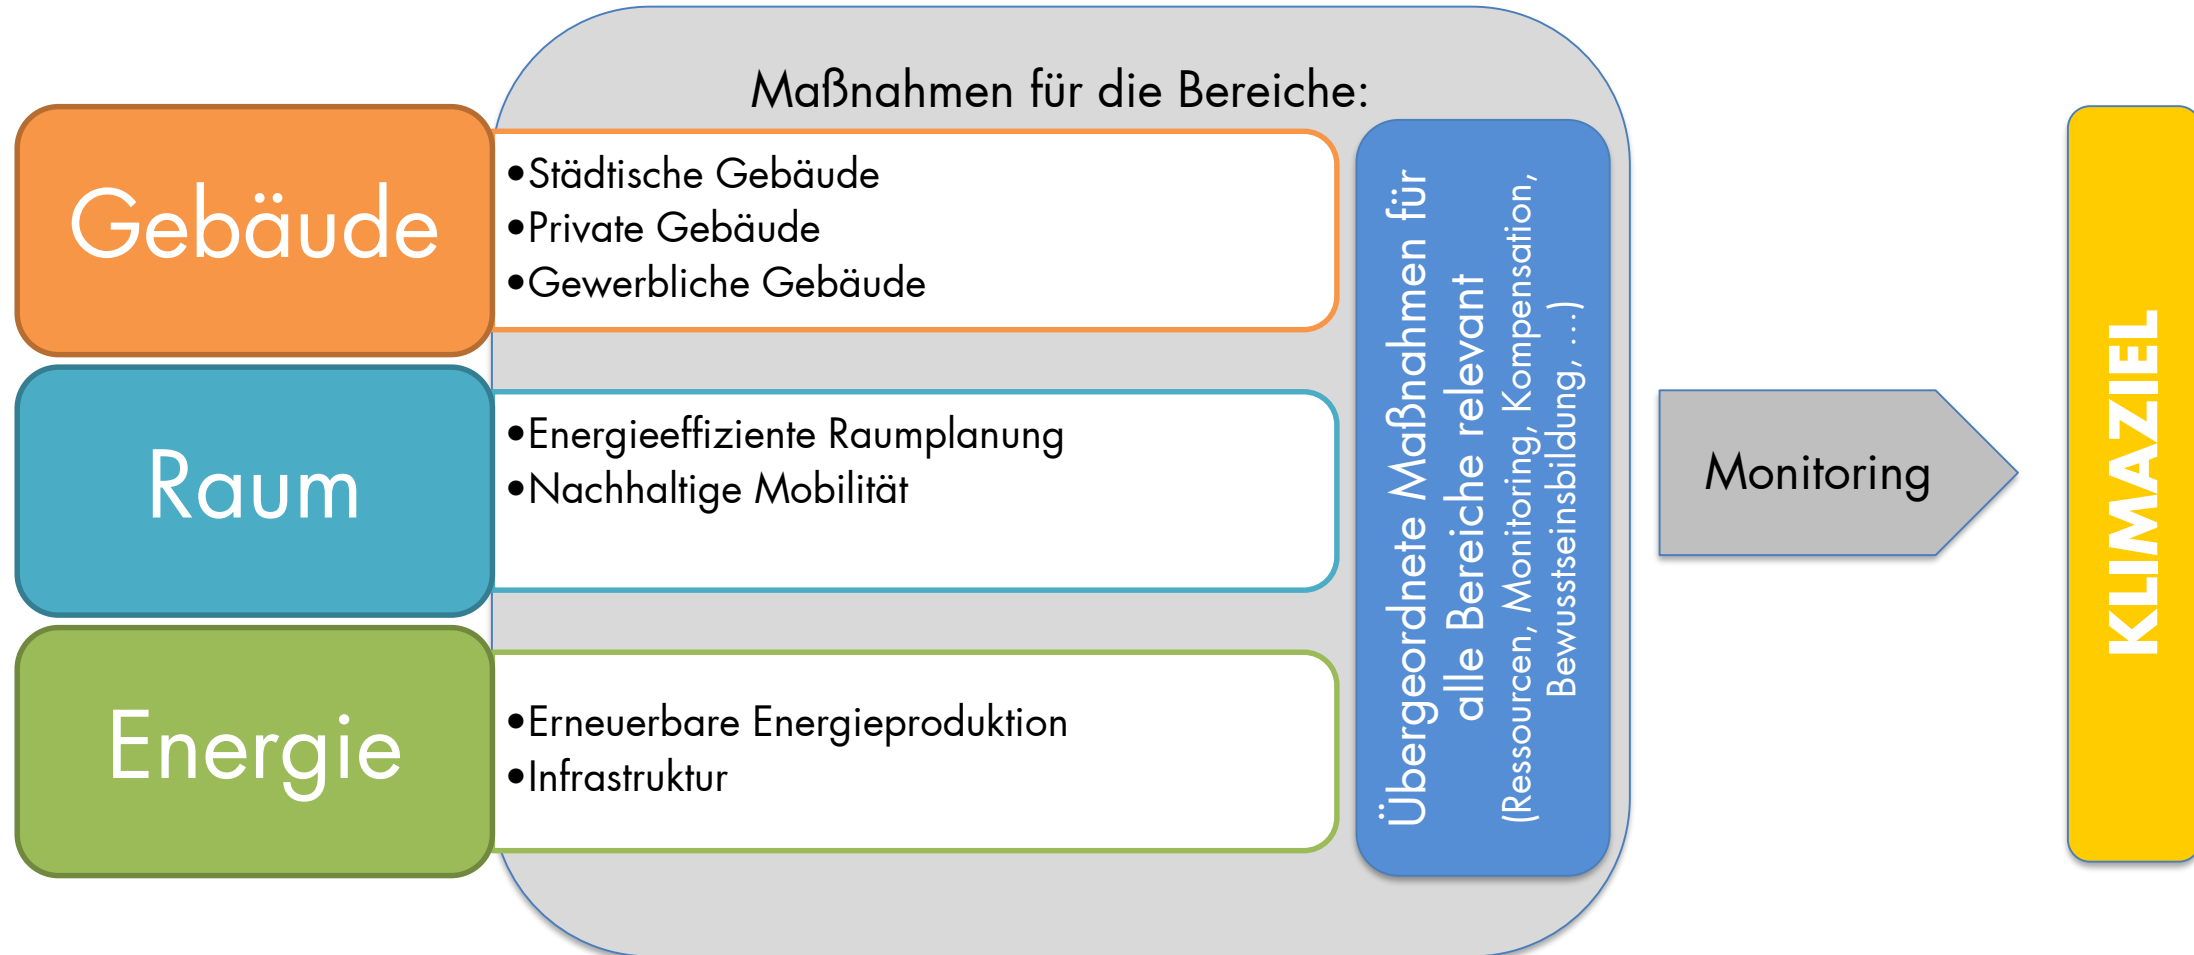 Maßnahmen für die Bereiche:
Gebäude
•Städtische Gebäude
•Private Gebäude
•Gewerbliche Gebäude
Raum
•Energieeffiziente Raumplanung
•Nachhaltige Mobilität
Energie
•Erneuerbare Energieproduktion
•Infrastruktur
Übergeordnete Maßnahmen für
alle Bereiche relevant
(Ressourcen, Monitoring, Kompensation,
Bewusstseinsbildung, …)
Monitoring
KLIMAZIEL